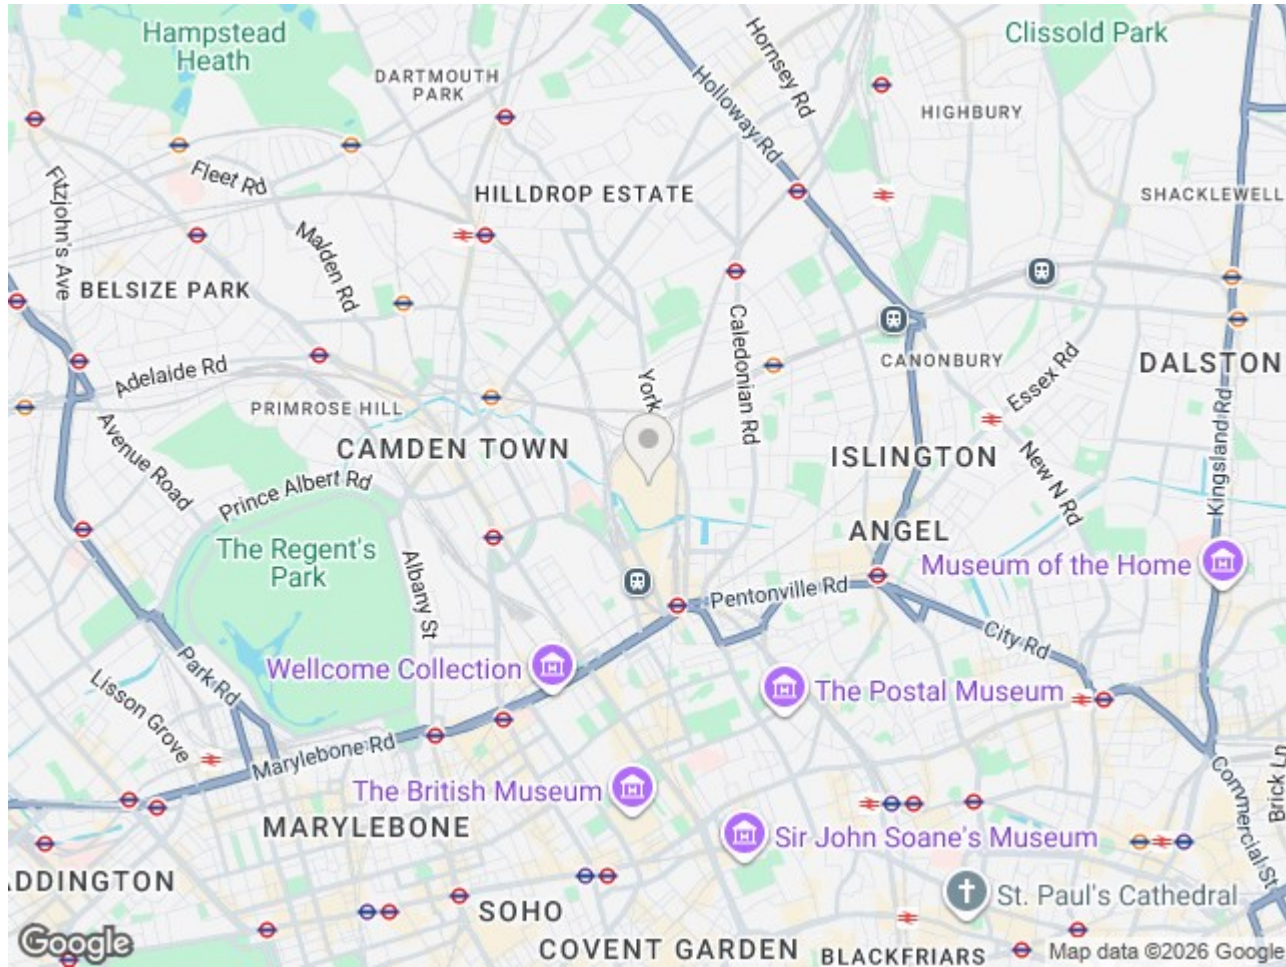 Hampstead
Heath
Clissold Park
Hornsey Rd
DARTMOUTH
PARK
Holloway Rd
HIGHBURY
Fleet Rd
Fitzjohn's Ave
HILLDROP ESTATE
SHACKLEWELL
Malden Rd
BELSIZE PARK
Caledonian Rd
CANONBURY
DALSTON
Essex Rd
Adelaide Rd
York
PRIMROSE HILL
Avenue Road
CAMDEN TOWN
ISLINGTON
New N Rd
Kingsland Rd
Prince Albert Rd
ANGEL
The Regent's
Park
Albany St
Museum of the Home
Pentonville Rd
City Rd
Wellcome Collection
Park Rd
Lisson Grove
The Postal Museum
Marylebone Rd
The British Museum
Commercial St
Brick Ln
MARYLEBONE
Sir John Soane's Museum
ADDINGTON
SOHO
St. Paul's Cathedral
Google
COVENT GARDEN
BLACKFRIARS
Map data ©2026 Google